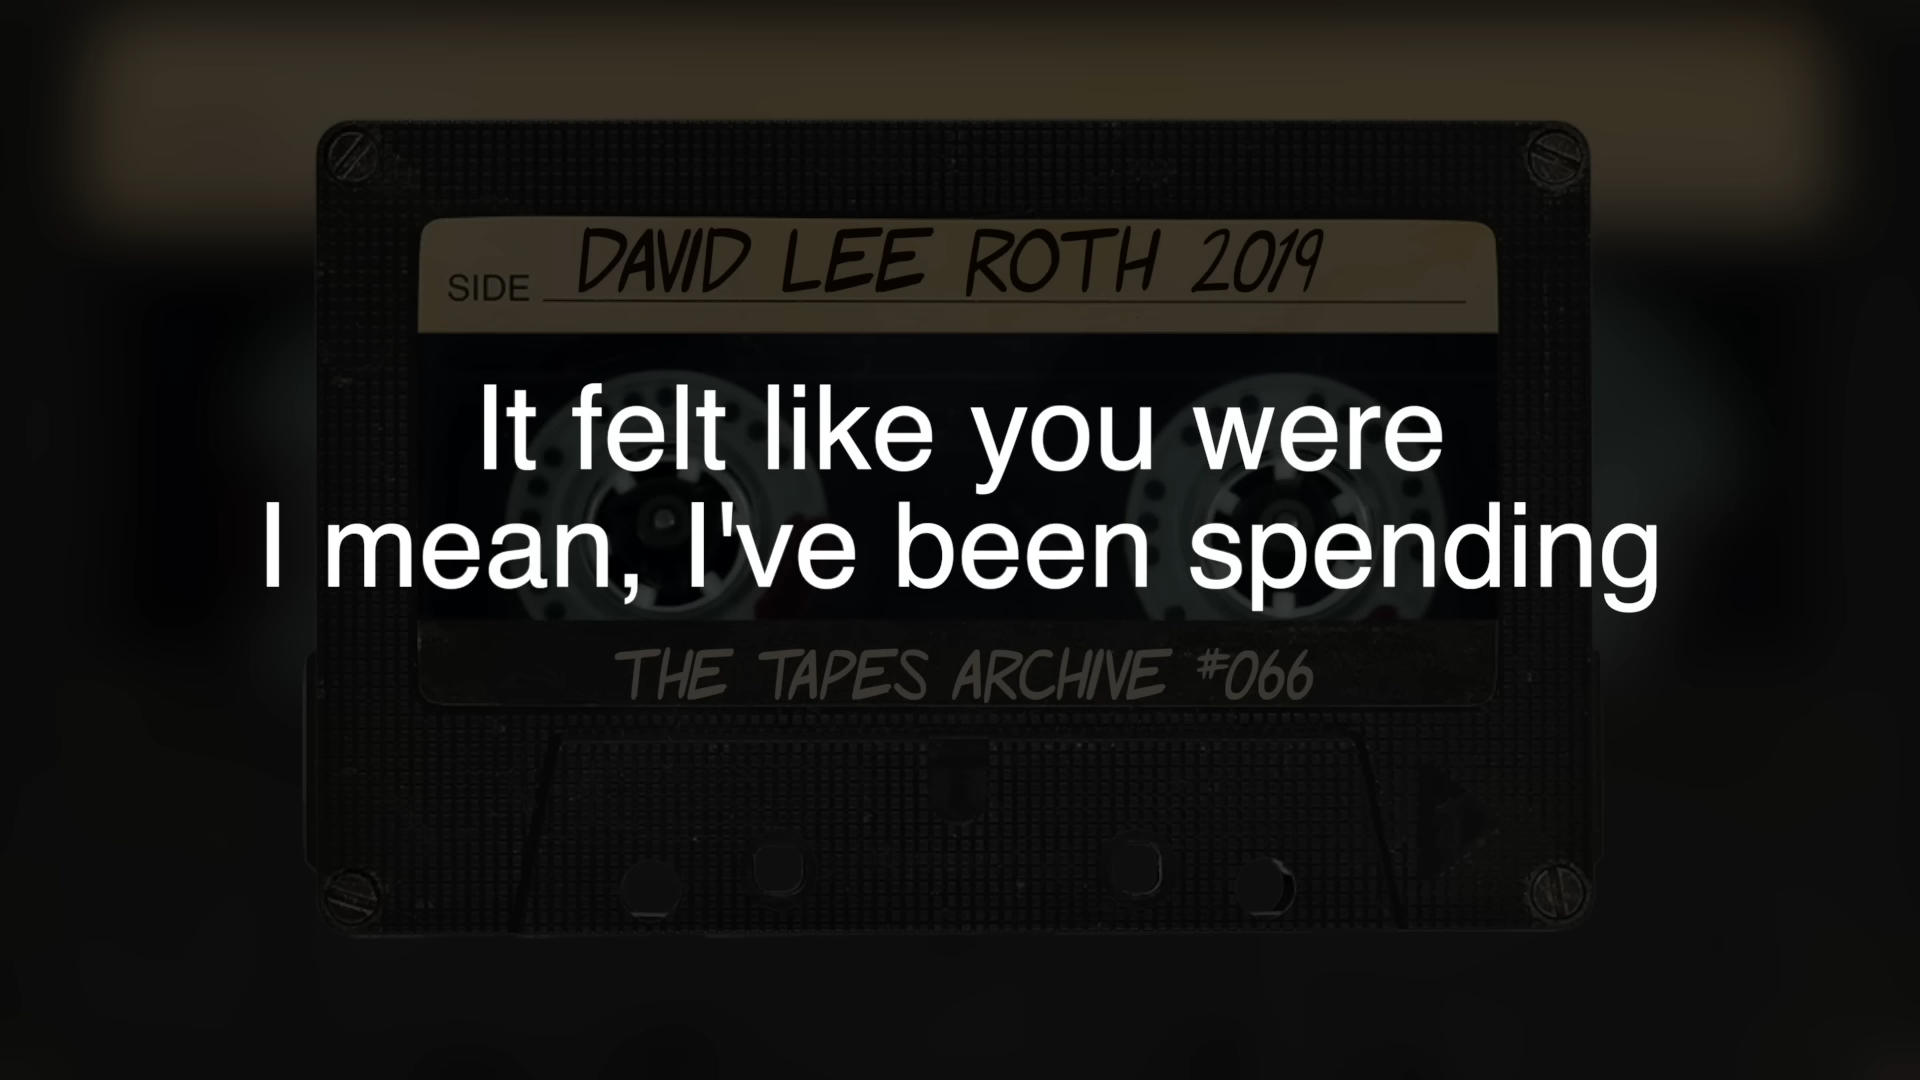 DAVID LEE ROTH 2019
SIDE
It felt like you were
I mean, I've been spending
THE TAPES ARCHIVE #066